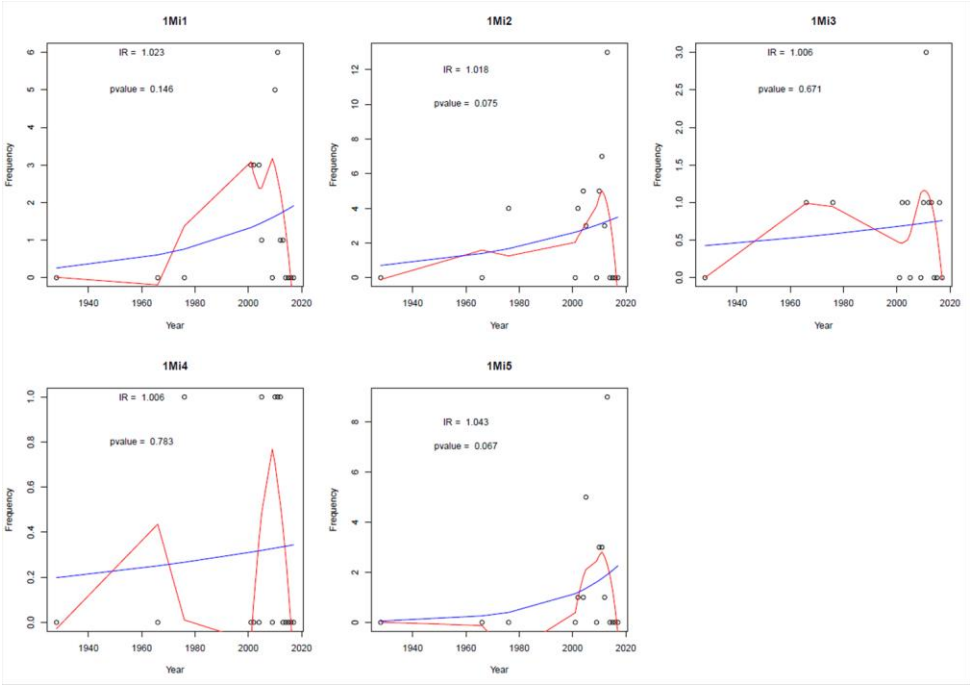 1Mi1
IR = 1.023
pvalue = 0.146
Frequency
0
1
2
3
4
5
6
1940 1960 1980 2000 2020
Year
1Mi2
IR = 1.018
pvalue = 0.075
Frequency
0
2
4
6
8
10
12
1940 1960 1980 2000 2020
Year
1Mi3
IR = 1.006
pvalue = 0.671
Frequency
0.0
0.5
1.0
1.5
2.0
2.5
3.0
1940 1960 1980 2000 2020
Year
1Mi4
IR = 1.006
pvalue = 0.783
Frequency
0.0
0.2
0.4
0.6
0.8
1.0
1940 1960 1980 2000 2020
Year
1Mi5
IR = 1.043
pvalue = 0.067
Frequency
0
2
4
6
8
1940 1960 1980 2000 2020
Year